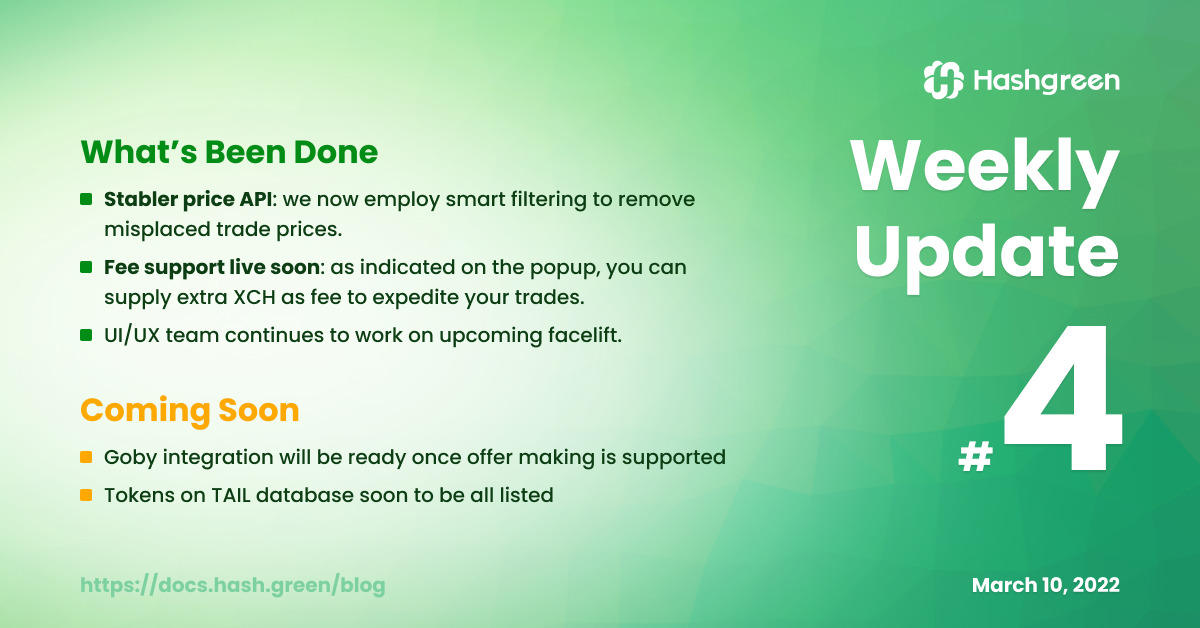 Hashgreen
Weekly
Update
#4
What’s Been Done
Stabler price API: we now employ smart filtering to remove
misplaced trade prices.
Fee support live soon: as indicated on the popup, you can
supply extra XCH as fee to expedite your trades.
UI/UX team continues to work on upcoming facelift.
Coming Soon
Goby integration will be ready once offer making is supported
Tokens on TAIL database soon to be all listed
https://docs.hash.green/blog
March 10, 2022